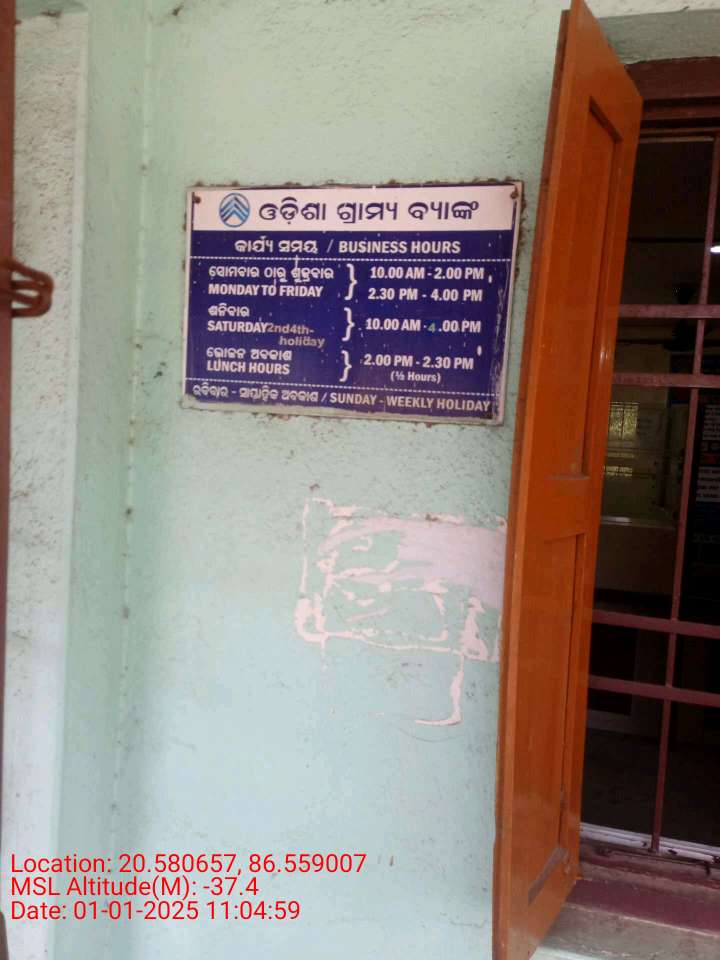 ଓଡ଼ିଶା ଗ୍ରାମ୍ୟ ବ୍ୟାଙ୍କ
କାର୍ଯ୍ୟ ସମୟ / BUSINESS HOURS
ସୋମବାର ଠାରୁ ଶୁକ୍ରବାର } 10.00 AM - 2.00 PM
MONDAY TO FRIDAY 2.30 PM - 4.00 PM
ଶନିବାର
SATURDAY 2nd4th- } 10.00 AM - 4.00 PM
holiday
ଭୋଜନ ଅବକାଶ } 2.00 PM - 2.30 PM
LUNCH HOURS (½ Hours)
ରବିବାର - ସାପ୍ତାହିକ ଅବକାଶ / SUNDAY - WEEKLY HOLIDAY
Location: 20.580657, 86.559007
MSL Altitude(M): -37.4
Date: 01-01-2025 11:04:59